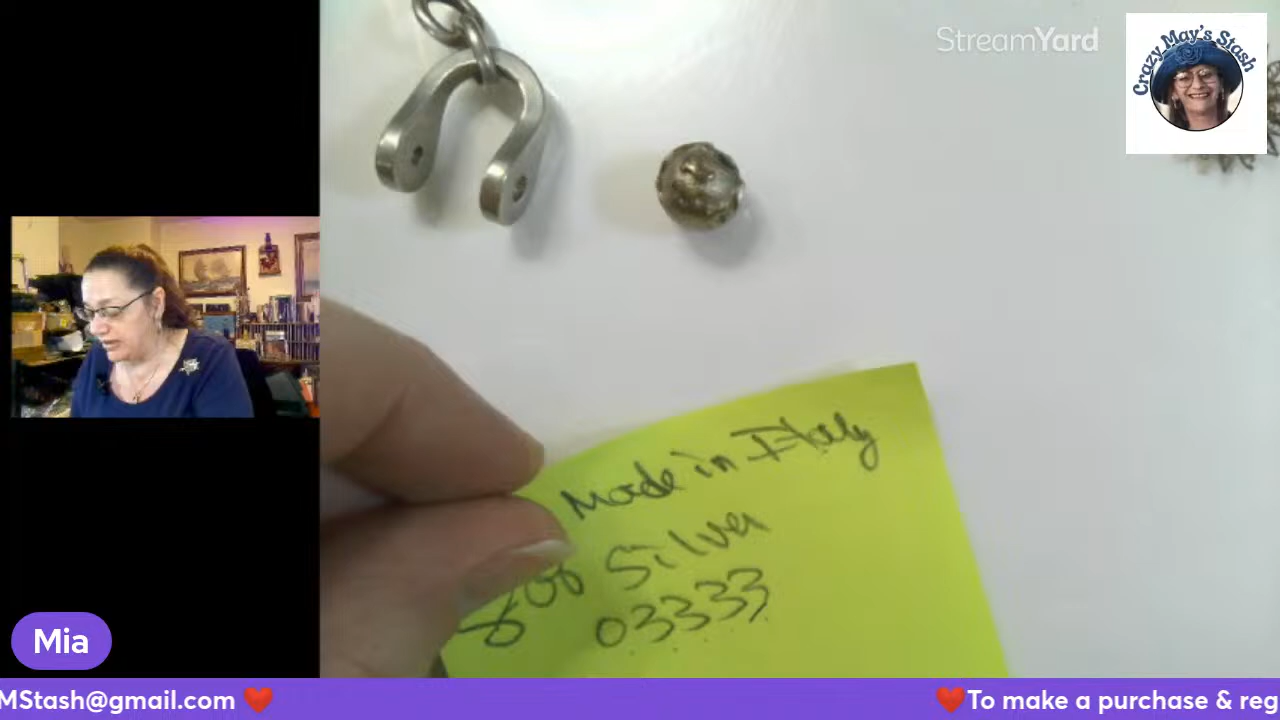 StreamYard
Crazy May's Stash
Made in Italy
800 Silver
03333
Mia
MStash@gmail.com ❤️
❤️To make a purchase & reg